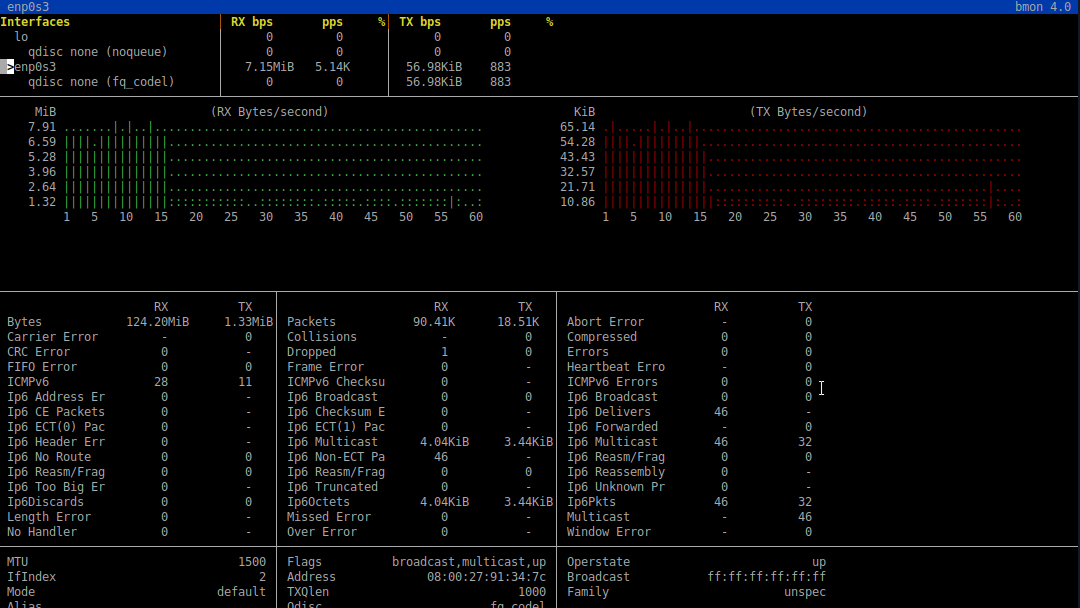 enp0s3 bmon 4.0
Interfaces RX bps pps % TX bps pps %
lo 0 0 0 0
qdisc none (noqueue) 0 0 0 0
>enp0s3 7.15MiB 5.14K 56.98KiB 883
qdisc none (fq_codel) 0 0 56.98KiB 883
MiB (RX Bytes/second) KiB (TX Bytes/second)
7.91 65.14
6.59 54.28
5.28 43.43
3.96 32.57
2.64 21.71
1.32 10.86
1 5 10 15 20 25 30 35 40 45 50 55 60 1 5 10 15 20 25 30 35 40 45 50 55 60
RX TX RX TX RX TX
Bytes 124.20MiB 1.33MiB Packets 90.41K 18.51K Abort Error - 0
Carrier Error - 0 Collisions - 0 Compressed 0 0
CRC Error 0 - Dropped 1 0 Errors 0 0
FIFO Error 0 0 Frame Error 0 - Heartbeat Erro - 0
ICMPv6 28 11 ICMPv6 Checksu 0 - ICMPv6 Errors 0 0
Ip6 Address Er 0 - Ip6 Broadcast 0 0 Ip6 Broadcast 0 0
Ip6 CE Packets 0 - Ip6 Checksum E 0 - Ip6 Delivers 46 -
Ip6 ECT(0) Pac 0 - Ip6 ECT(1) Pac 0 - Ip6 Forwarded - 0
Ip6 Header Err 0 - Ip6 Multicast 4.04KiB 3.44KiB Ip6 Multicast 46 32
Ip6 No Route 0 0 Ip6 Non-ECT Pa 46 - Ip6 Reasm/Frag 0 0
Ip6 Reasm/Frag 0 0 Ip6 Reasm/Frag 0 0 Ip6 Reassembly 0 -
Ip6 Too Big Er 0 - Ip6 Truncated 0 - Ip6 Unknown Pr 0 -
Ip6Discards 0 0 Ip6Octets 4.04KiB 3.44KiB Ip6Pkts 46 32
Length Error 0 - Missed Error 0 - Multicast - 46
No Handler 0 - Over Error 0 - Window Error - 0
MTU 1500 Flags broadcast,multicast,up Operstate up
IfIndex 2 Address 08:00:27:91:34:7c Broadcast ff:ff:ff:ff:ff:ff
Mode default TXQlen 1000 Family unspec
Alias Qdisc fq_codel